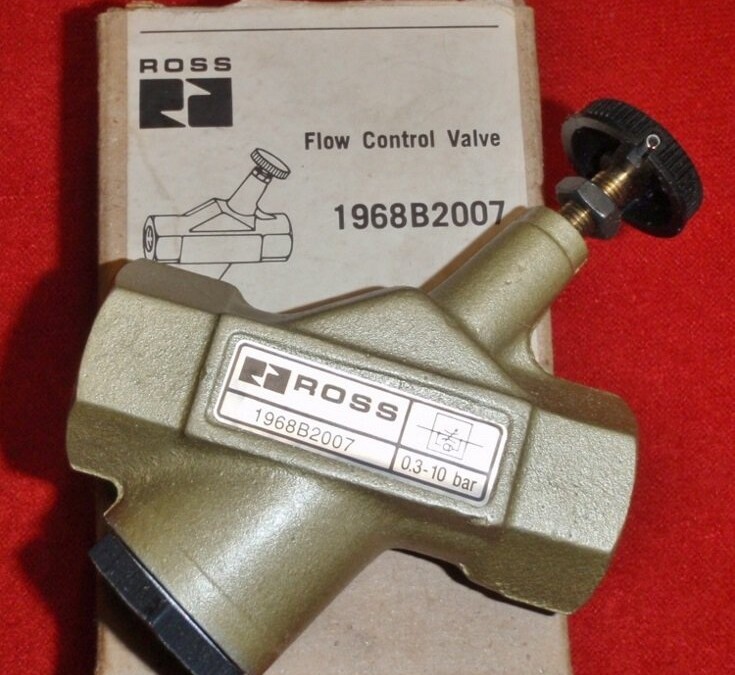 ROSS
Flow Control Valve
1968B2007
ROSS
1968B2007
0.3-10 bar